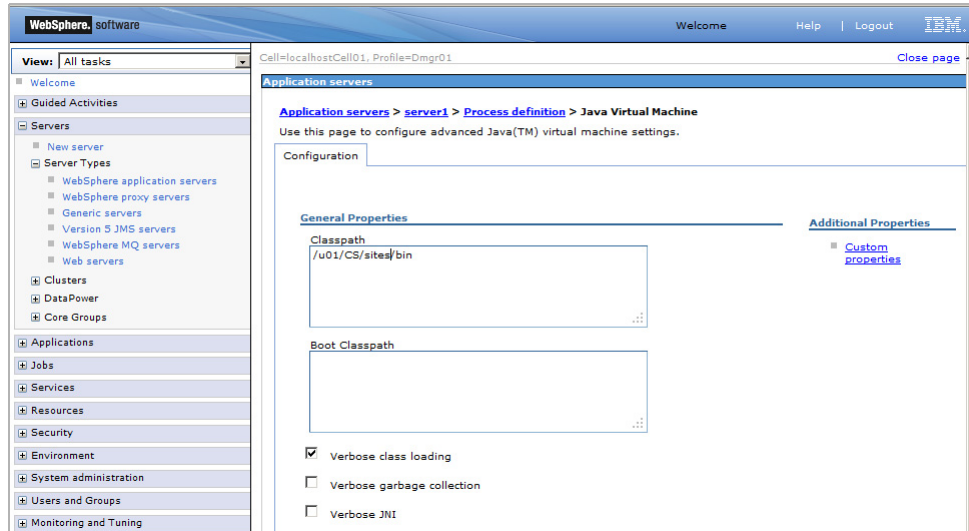 WebSphere. software
Welcome
Help | Logout
IBM.
View: All tasks
Cell=localhostCell01, Profile=Dmgr01
Close page
Welcome
Guided Activities
Servers
New server
Server Types
WebSphere application servers
WebSphere proxy servers
Generic servers
Version 5 JMS servers
WebSphere MQ servers
Web servers
Clusters
DataPower
Core Groups
Applications
Jobs
Services
Resources
Security
Environment
System administration
Users and Groups
Monitoring and Tuning
Application servers
Application servers > server1 > Process definition > Java Virtual Machine
Use this page to configure advanced Java(TM) virtual machine settings.
Configuration
General Properties
Classpath
/u01/CS/sites/bin
Boot Classpath
Verbose class loading
Verbose garbage collection
Verbose JNI
Additional Properties
Custom
properties